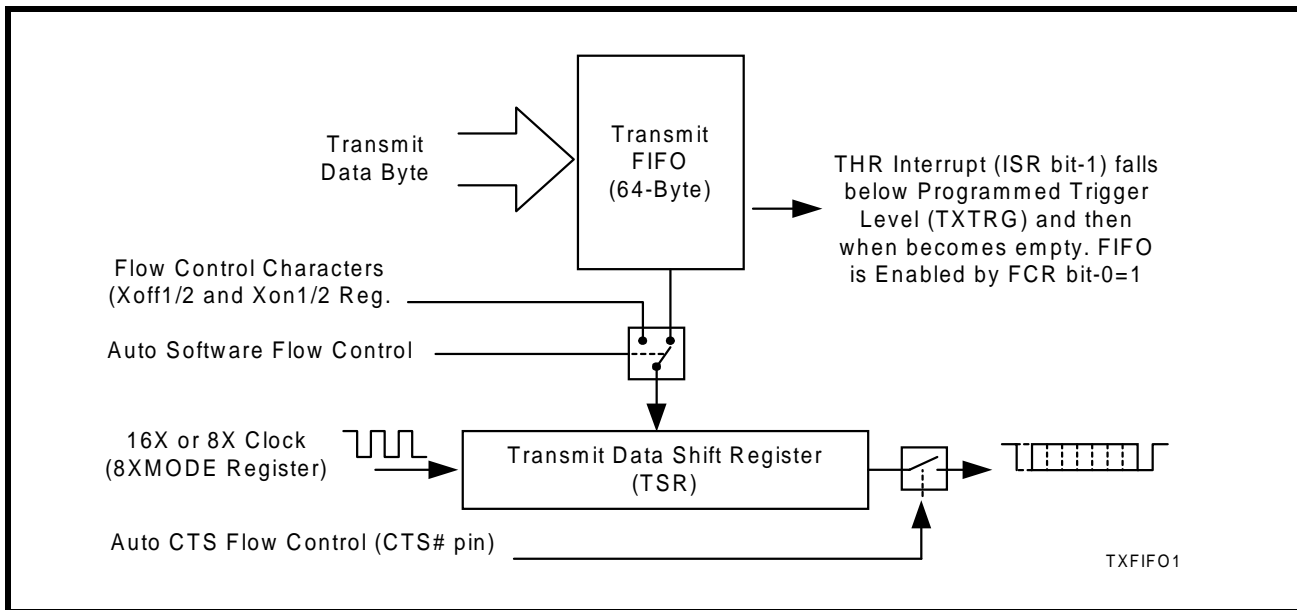 Transmit
Data Byte
Transmit
FIFO
(64-Byte)
THR Interrupt (ISR bit-1) falls
below Programmed Trigger
Level (TXTRG) and then
when becomes empty. FIFO
is Enabled by FCR bit-0=1
Flow Control Characters
(Xoff1/2 and Xon1/2 Reg.
Auto Software Flow Control
16X or 8X Clock
(8XMODE Register)
Transmit Data Shift Register
(TSR)
Auto CTS Flow Control (CTS# pin)
TXFIFO1